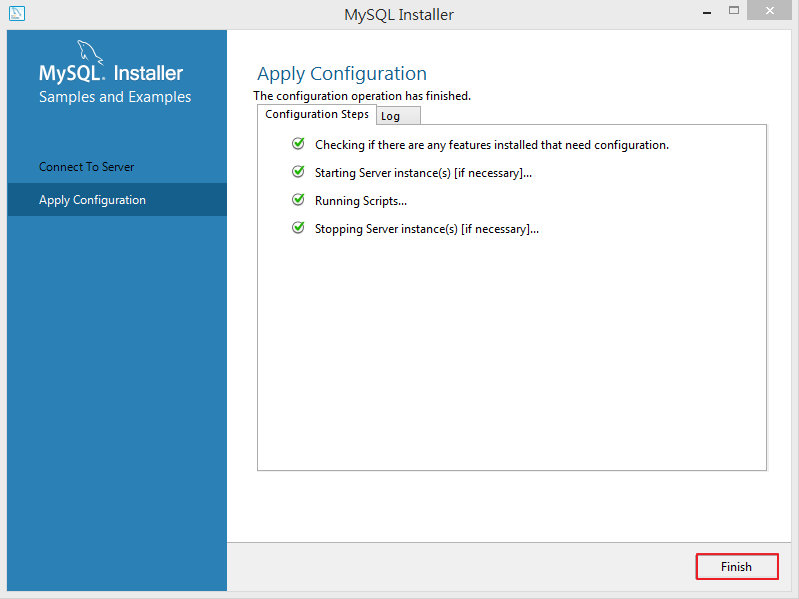 MySQL Installer
MySQL. Installer
Samples and Examples
Connect To Server
Apply Configuration
Apply Configuration
The configuration operation has finished.
Configuration Steps
Log
Checking if there are any features installed that need configuration.
Starting Server instance(s) [if necessary]...
Running Scripts...
Stopping Server instance(s) [if necessary]...
Finish